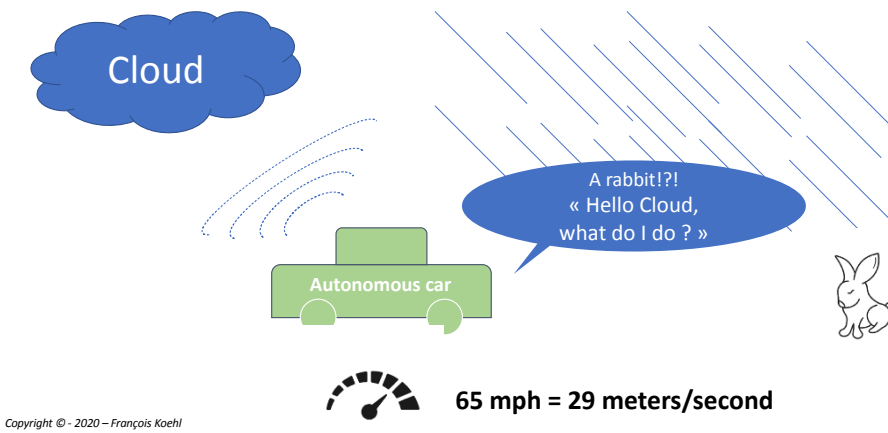 Cloud
A rabbit!?!
« Hello Cloud,
what do I do ? »
Autonomous car
65 mph = 29 meters/second
Copyright © - 2020 – François Koehl